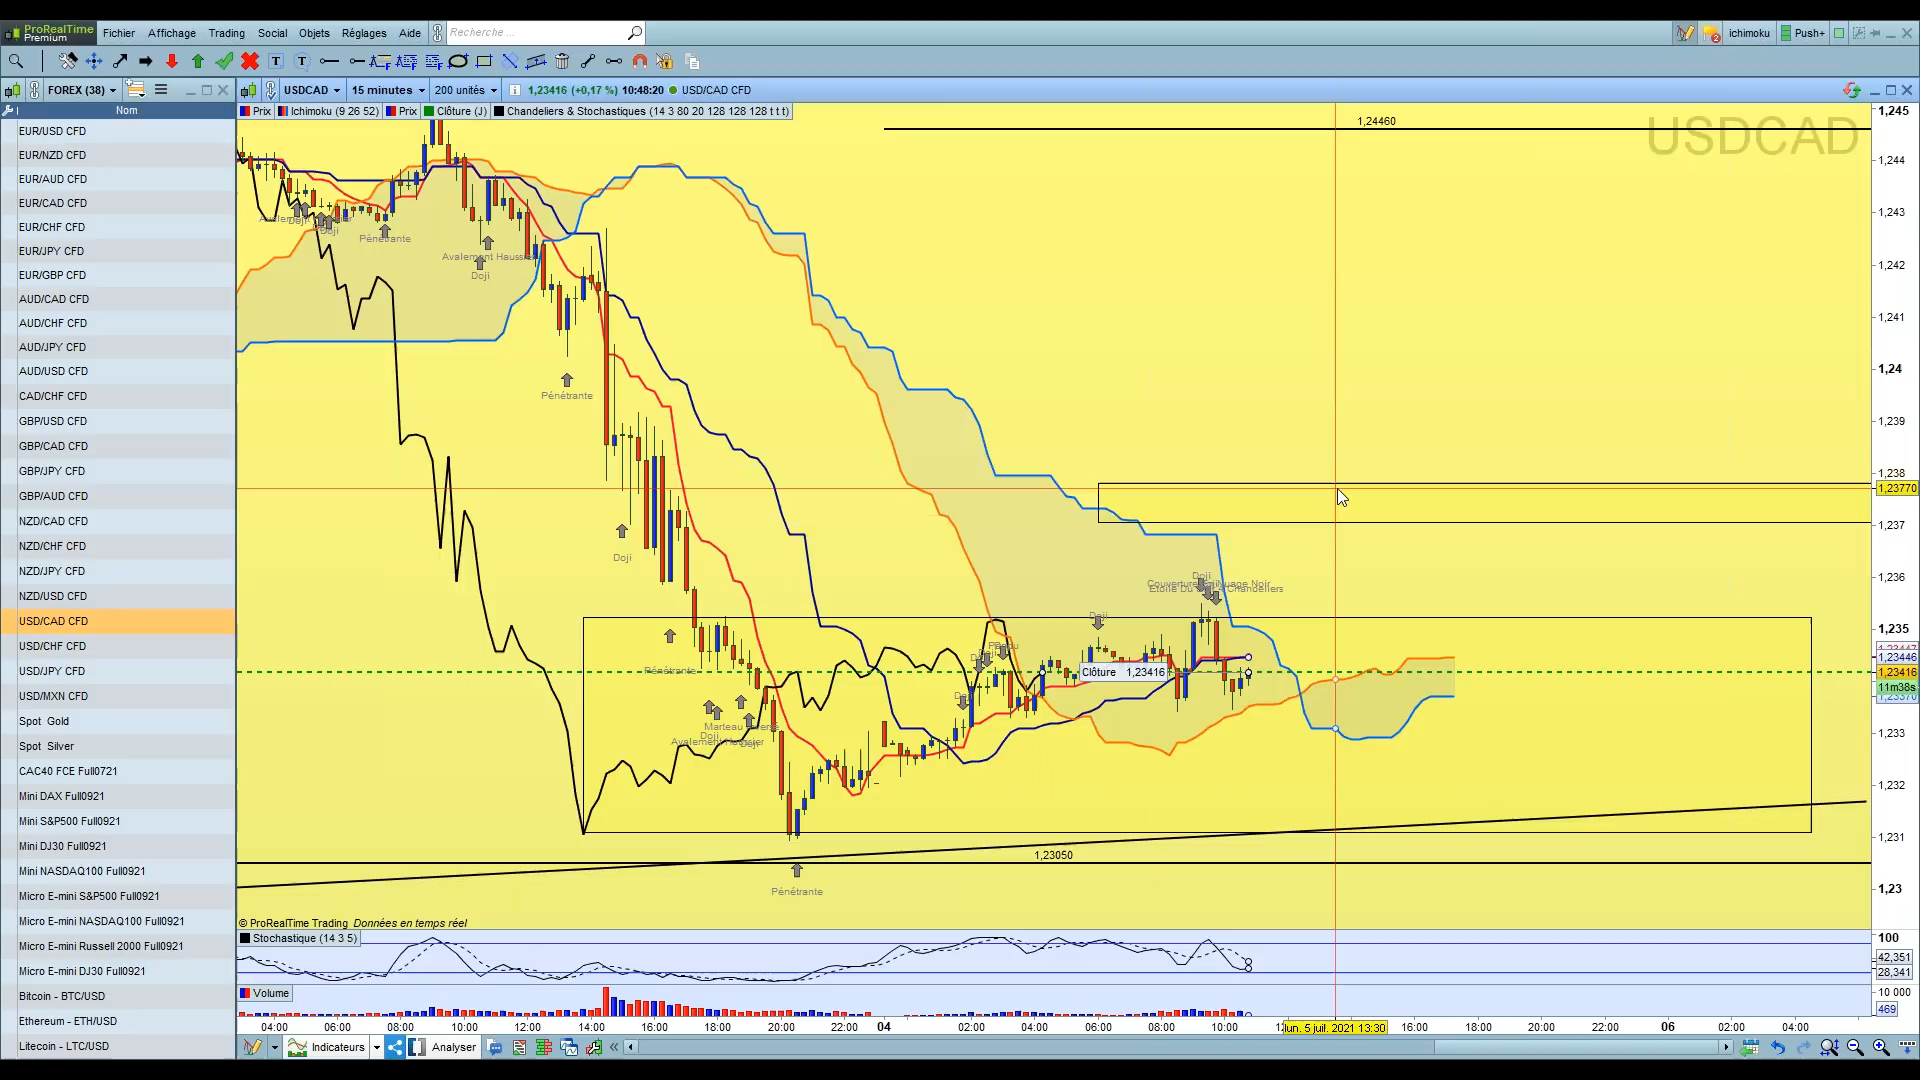 ProRealTime
Premium
Fichier Affichage Trading Social Objets Réglages Aide
Recherche ...
2 ichimoku Push+
FOREX (38)
USDCAD 15 minutes 200 unités 1,23416 (+0,17 %) 10:48:20 USD/CAD CFD
Nom
Prix Ichimoku (9 26 52) Prix Clôture (J) Chandeliers & Stochastiques (14 3 80 20 128 128 128 t t t)
EUR/USD CFD
EUR/NZD CFD
EUR/AUD CFD
EUR/CAD CFD
EUR/CHF CFD
EUR/JPY CFD
EUR/GBP CFD
AUD/CAD CFD
AUD/CHF CFD
AUD/JPY CFD
AUD/USD CFD
CAD/CHF CFD
GBP/USD CFD
GBP/CAD CFD
GBP/JPY CFD
GBP/AUD CFD
NZD/CAD CFD
NZD/CHF CFD
NZD/JPY CFD
NZD/USD CFD
USD/CAD CFD
USD/CHF CFD
USD/JPY CFD
USD/MXN CFD
Spot Gold
Spot Silver
CAC40 FCE Full0721
Mini DAX Full0921
Mini S&P500 Full0921
Mini DJ30 Full0921
Mini NASDAQ100 Full0921
Micro E-mini S&P500 Full0921
Micro E-mini NASDAQ100 Full0921
Micro E-mini Russell 2000 Full0921
Micro E-mini DJ30 Full0921
Bitcoin - BTC/USD
Ethereum - ETH/USD
Litecoin - LTC/USD
USDCAD
1,24460
Doji
Doji
Pénétrante
Avalement Haussier
Doji
Pénétrante
Doji
Pénétrante
Marteau
Doji
Avalement Haussier
Doji
Pénétrante
Doji
Doji
Doji
Clôture 1,23416
1,23050
1,245
1,244
1,243
1,242
1,241
1,24
1,239
1,238
1,23770
1,237
1,236
1,235
1,23446
1,23416
11m38s
1,23370
1,233
1,232
1,231
1,23
© ProRealTime Trading Données en temps réel
Stochastique (14 3 5)
100
42,351
28,341
Volume
10 000
469
04:00 06:00 08:00 10:00 12:00 14:00 16:00 18:00 20:00 22:00 04 02:00 04:00 06:00 08:00 10:00 lun. 5 juil. 2021 13:30 16:00 18:00 20:00 22:00 06 02:00 04:00
Indicateurs Analyser